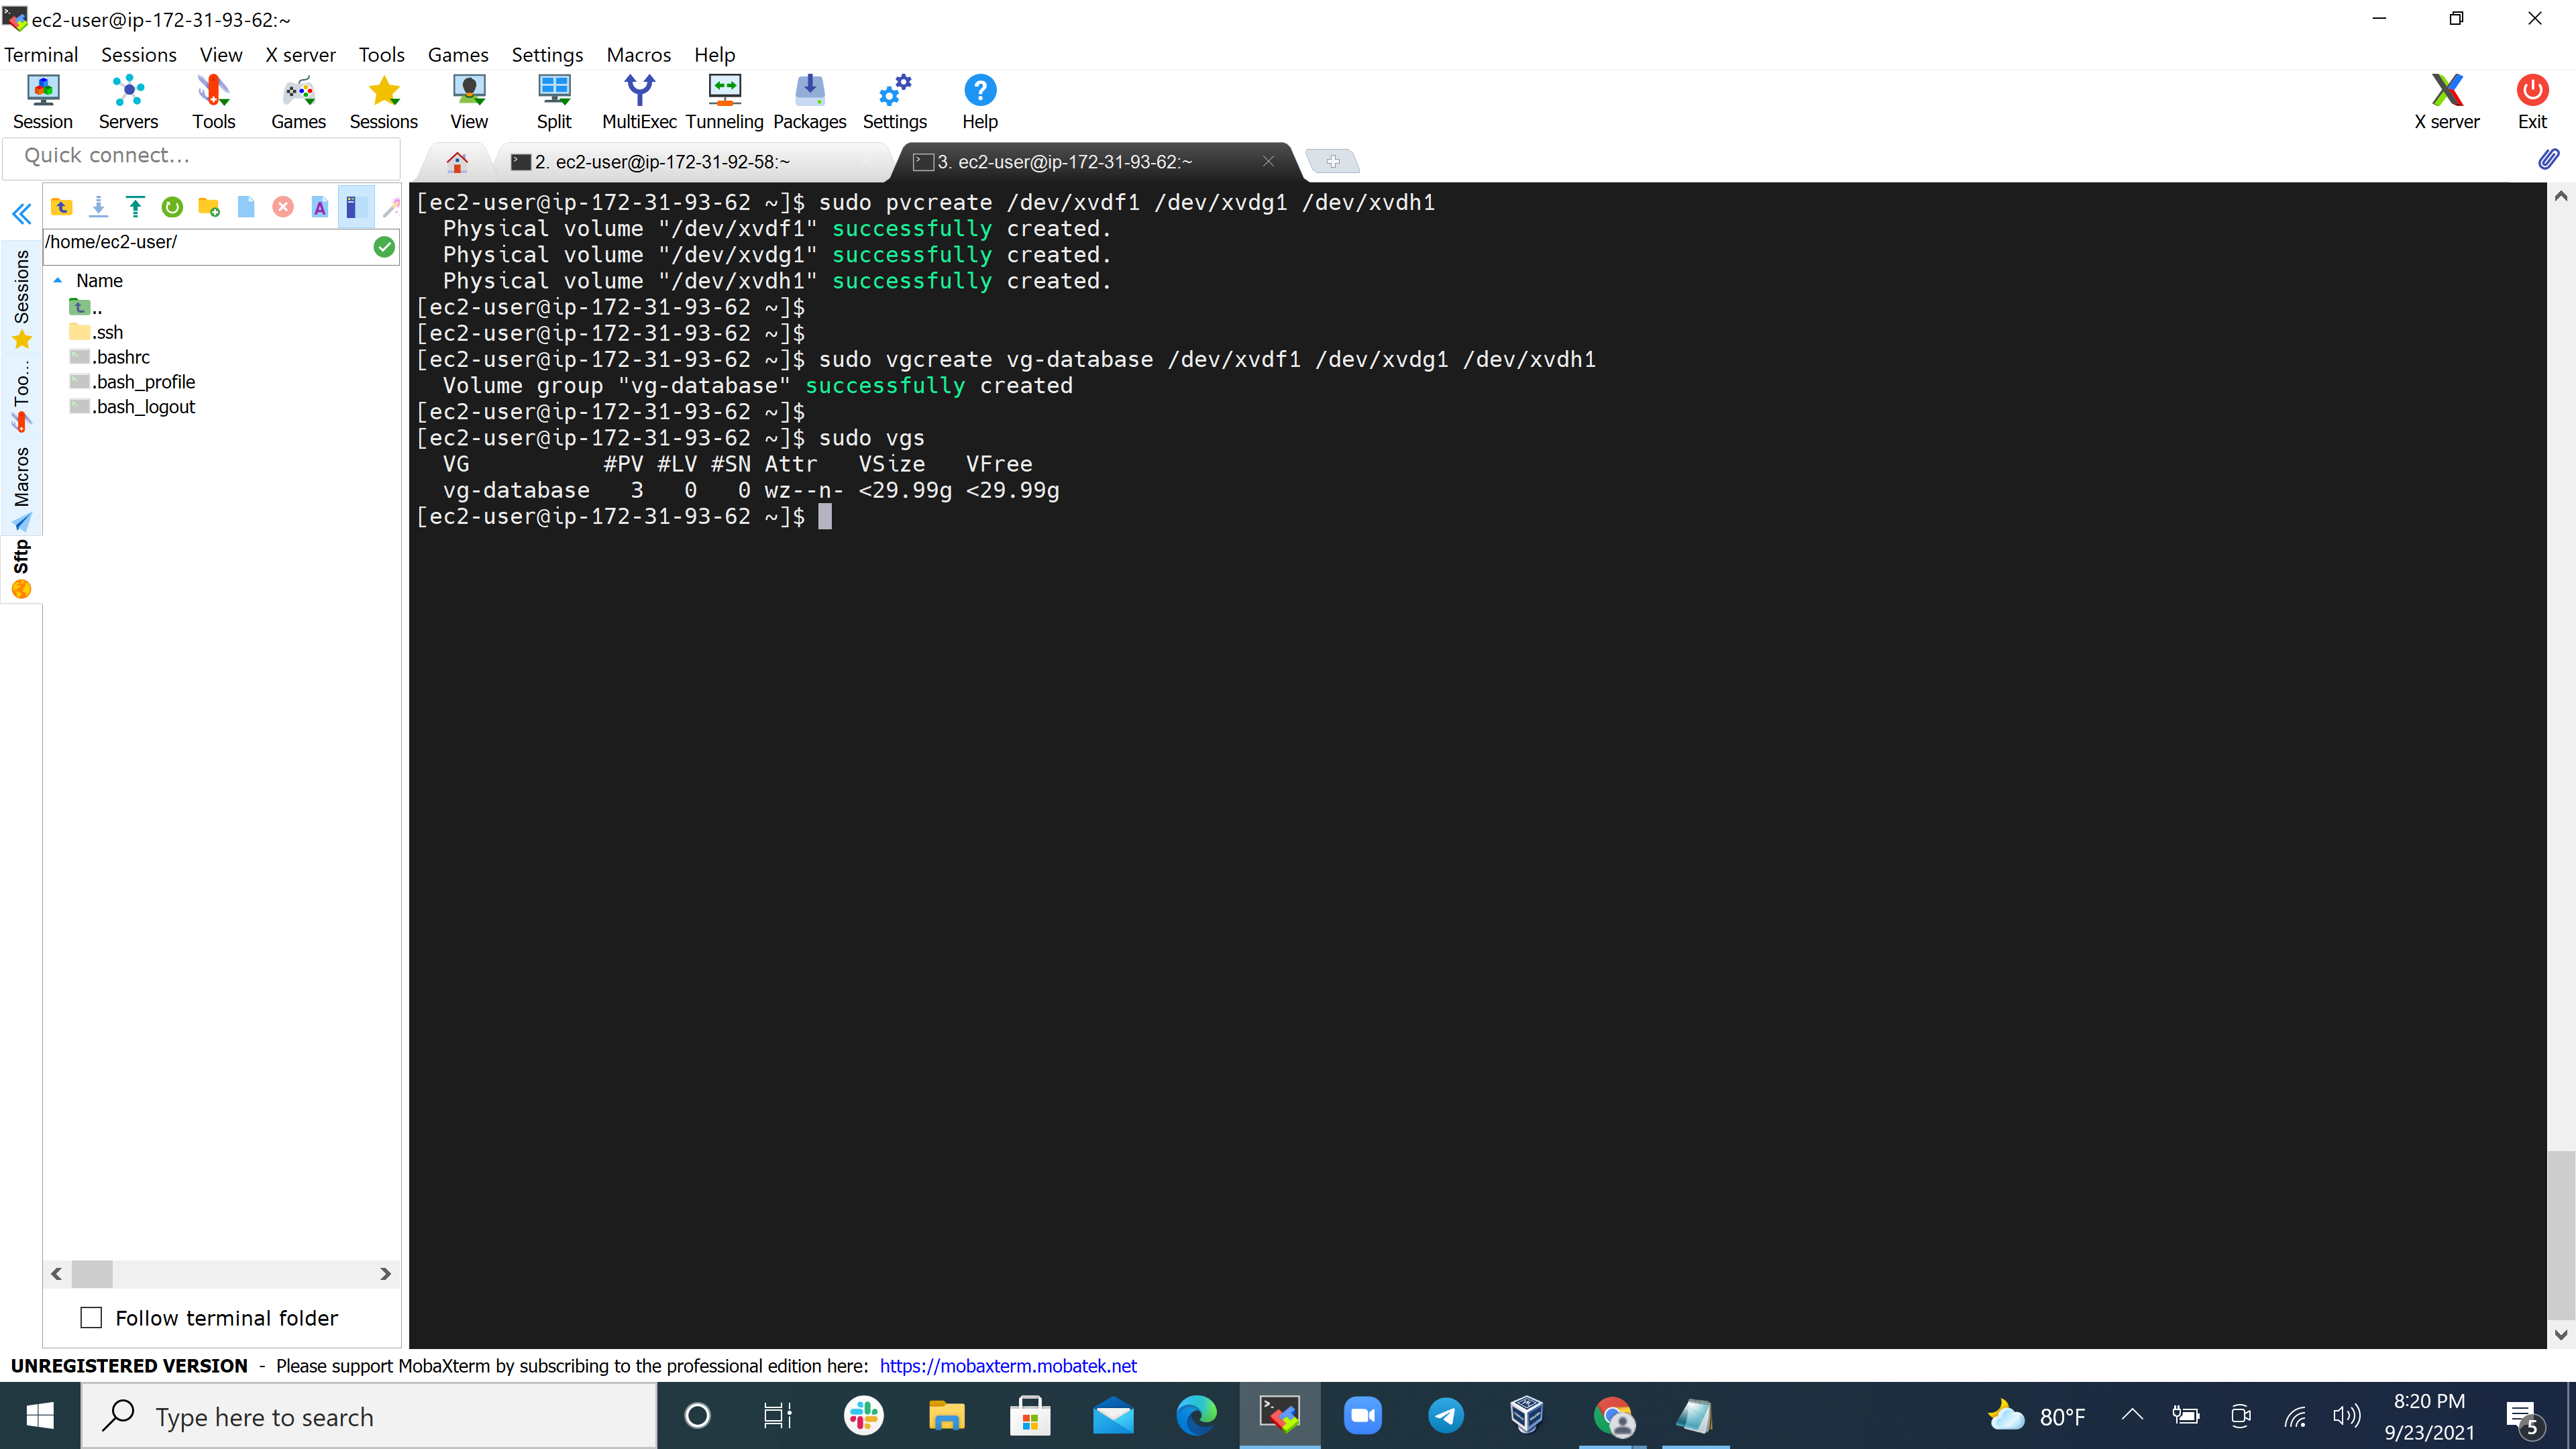 ec2-user@ip-172-31-93-62:~
Terminal Sessions View X server Tools Games Settings Macros Help
Session Servers Tools Games Sessions View Split MultiExec Tunneling Packages Settings Help X server Exit
Quick connect...
2. ec2-user@ip-172-31-92-58:~
3. ec2-user@ip-172-31-93-62:~
/home/ec2-user/
Name
..
.ssh
.bashrc
.bash_profile
.bash_logout
Sessions
Too...
Macros
Sftp
[ec2-user@ip-172-31-93-62 ~]$ sudo pvcreate /dev/xvdf1 /dev/xvdg1 /dev/xvdh1
Physical volume "/dev/xvdf1" successfully created.
Physical volume "/dev/xvdg1" successfully created.
Physical volume "/dev/xvdh1" successfully created.
[ec2-user@ip-172-31-93-62 ~]$
[ec2-user@ip-172-31-93-62 ~]$
[ec2-user@ip-172-31-93-62 ~]$ sudo vgcreate vg-database /dev/xvdf1 /dev/xvdg1 /dev/xvdh1
Volume group "vg-database" successfully created
[ec2-user@ip-172-31-93-62 ~]$
[ec2-user@ip-172-31-93-62 ~]$ sudo vgs
VG #PV #LV #SN Attr VSize VFree
vg-database 3 0 0 wz--n- <29.99g <29.99g
[ec2-user@ip-172-31-93-62 ~]$
Follow terminal folder
UNREGISTERED VERSION - Please support MobaXterm by subscribing to the professional edition here: https://mobaxterm.mobatek.net
Type here to search
80°F
8:20 PM
9/23/2021
5